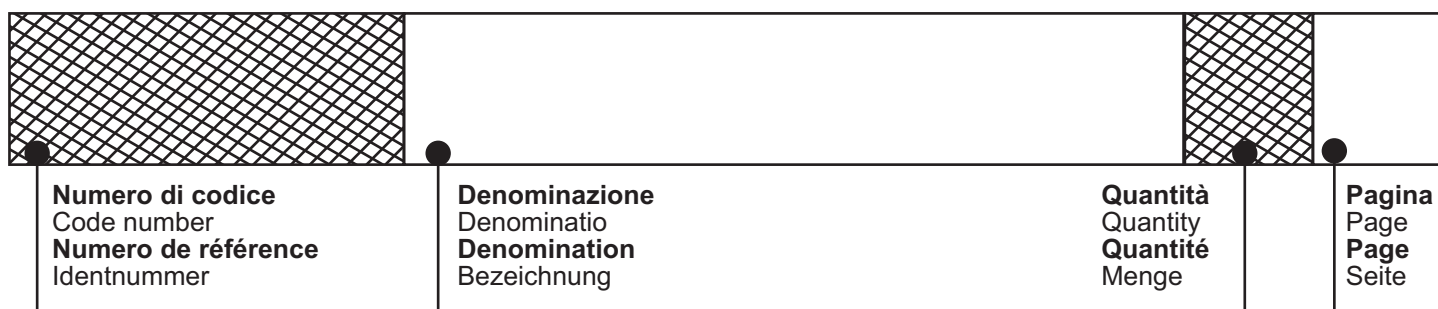 Numero di codice
Code number
Numero de référence
Identnummer
Denominazione
Denominatio
Denomination
Bezeichnung
Quantità
Quantity
Quantité
Menge
Pagina
Page
Page
Seite